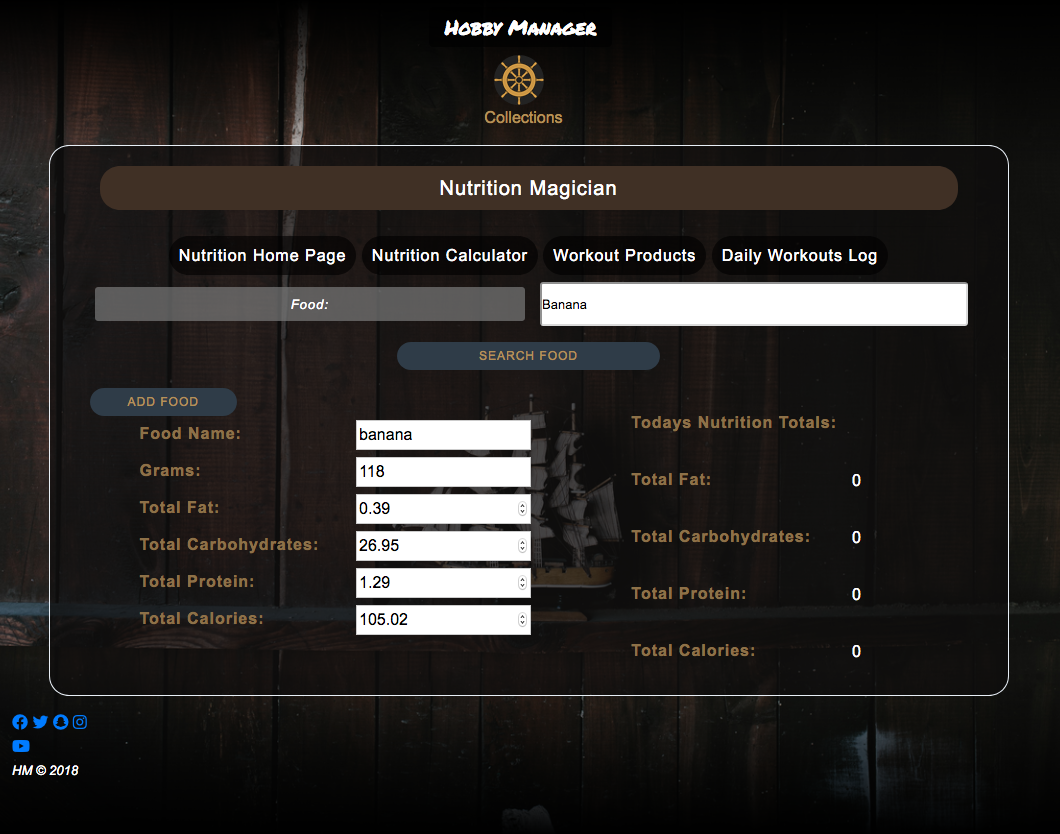 Hobby Manager
Collections
Nutrition Magician
Nutrition Home Page Nutrition Calculator Workout Products Daily Workouts Log
Food: Banana
SEARCH FOOD
ADD FOOD
Food Name: banana
Grams: 118
Total Fat: 0.39
Total Carbohydrates: 26.95
Total Protein: 1.29
Total Calories: 105.02
Todays Nutrition Totals:
Total Fat: 0
Total Carbohydrates: 0
Total Protein: 0
Total Calories: 0
HM © 2018